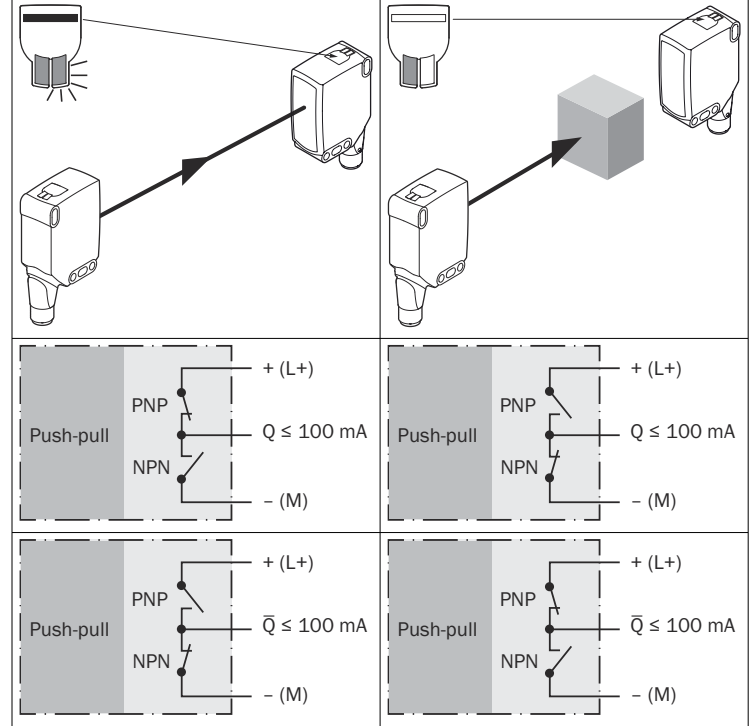 + (L+)
PNP
Push-pull
Q ≤ 100 mA
NPN
– (M)
+ (L+)
PNP
Push-pull
Q ≤ 100 mA
NPN
– (M)
+ (L+)
PNP
Push-pull
Q̅ ≤ 100 mA
NPN
– (M)
+ (L+)
PNP
Push-pull
Q̅ ≤ 100 mA
NPN
– (M)